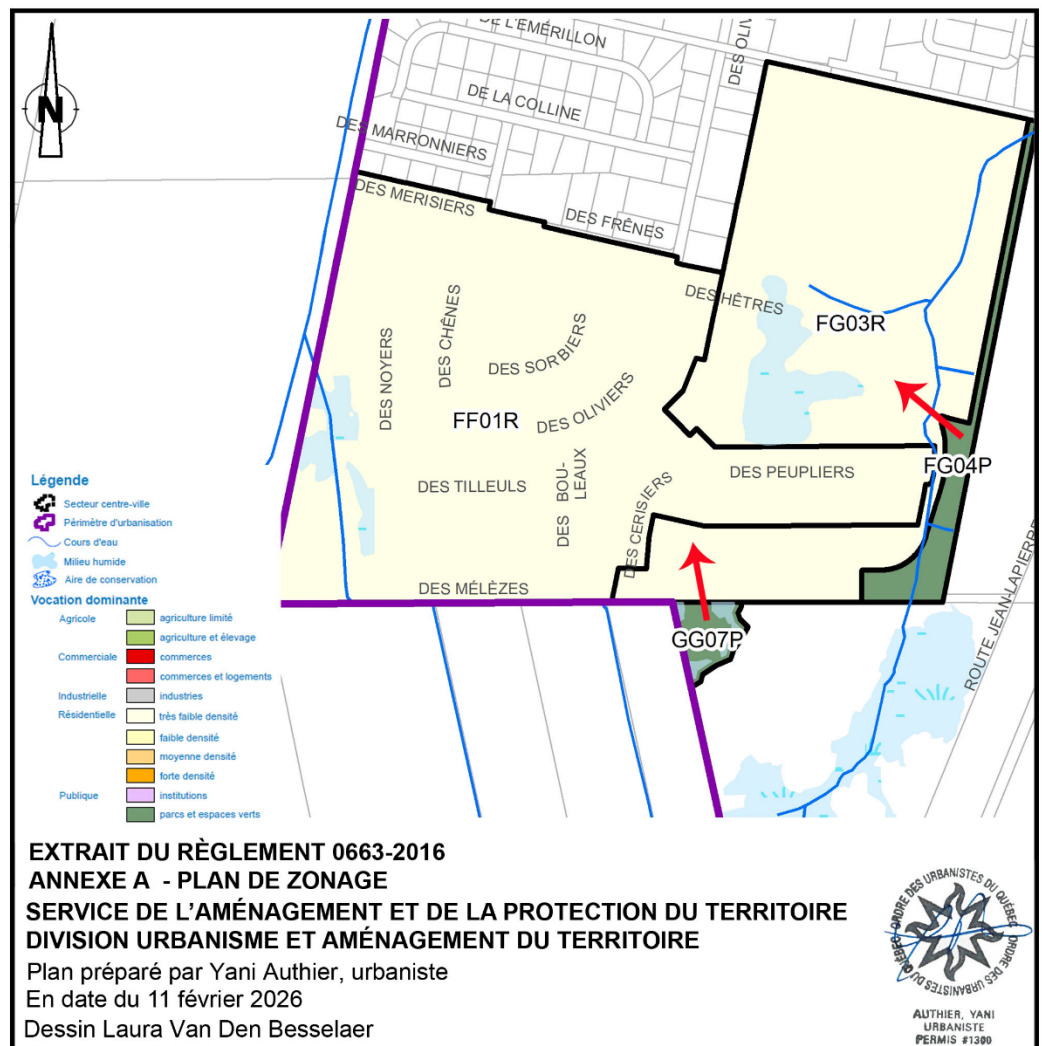 DE L'EMÉRILLON
DES OLIV
DE LA COLLINE
DES MARRONNIERS
N
DES MERISIERS
DES FRÊNES
DES HÊTRES
FG03R
DES CHÊNES
DES NOYERS
DES SORBIERS
DES OLIVIERS
FF01R
FG04P
DES PEUPLIERS
DES BOU-
LEAUX
DES TILLEULS
DES CERISIERS
DES MÉLÈZES
GG07P
ROUTE JEAN-LAPIERRE
Légende
Secteur centre-ville
Périmètre d'urbanisation
Cours d'eau
Milieu humide
Aire de conservation
Vocation dominante
Agricole agriculture limité
agriculture et élevage
Commerciale commerces
commerces et logements
Industrielle industries
Résidentielle très faible densité
faible densité
moyenne densité
forte densité
Publique institutions
parcs et espaces verts
EXTRAIT DU RÈGLEMENT 0663-2016
ANNEXE A - PLAN DE ZONAGE
SERVICE DE L'AMÉNAGEMENT ET DE LA PROTECTION DU TERRITOIRE
DIVISION URBANISME ET AMÉNAGEMENT DU TERRITOIRE
Plan préparé par Yani Authier, urbaniste
En date du 11 février 2026
Dessin Laura Van Den Besselaer
ORDRE DES URBANISTES DU QUÉBEC
ORDRE DES URBANISTES DU QUÉBEC
AUTHIER, YANI
URBANISTE
PERMIS #1300